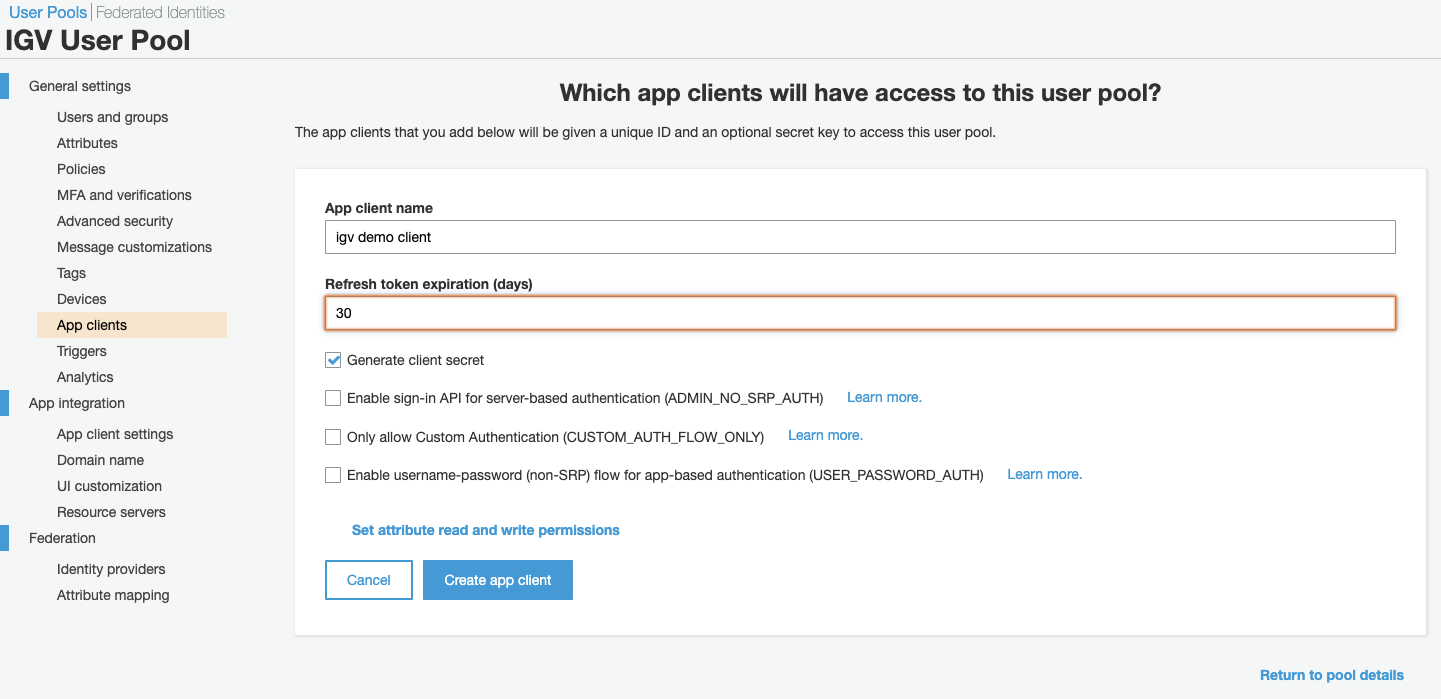 User Pools | Federated Identities
IGV User Pool
General settings
Users and groups
Attributes
Policies
MFA and verifications
Advanced security
Message customizations
Tags
Devices
App clients
Triggers
Analytics
App integration
App client settings
Domain name
UI customization
Resource servers
Federation
Identity providers
Attribute mapping
Which app clients will have access to this user pool?
The app clients that you add below will be given a unique ID and an optional secret key to access this user pool.
App client name
igv demo client
Refresh token expiration (days)
30
Generate client secret
Enable sign-in API for server-based authentication (ADMIN_NO_SRP_AUTH) Learn more.
Only allow Custom Authentication (CUSTOM_AUTH_FLOW_ONLY) Learn more.
Enable username-password (non-SRP) flow for app-based authentication (USER_PASSWORD_AUTH) Learn more.
Set attribute read and write permissions
Cancel Create app client
Return to pool details